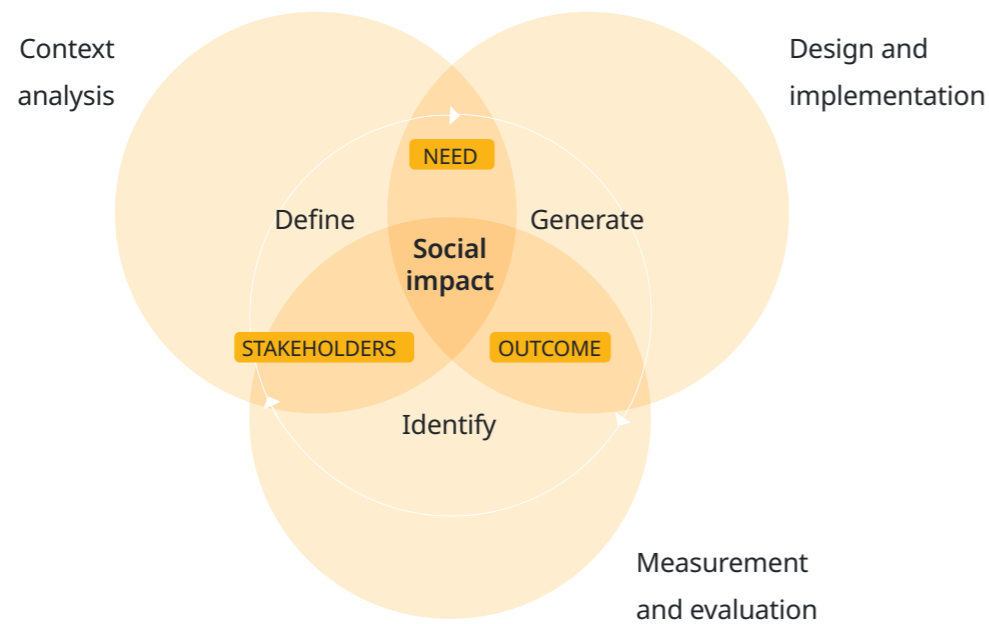 Context
analysis
Design and
implementation
NEED
Define
Generate
Social
impact
STAKEHOLDERS
OUTCOME
Identify
Measurement
and evaluation